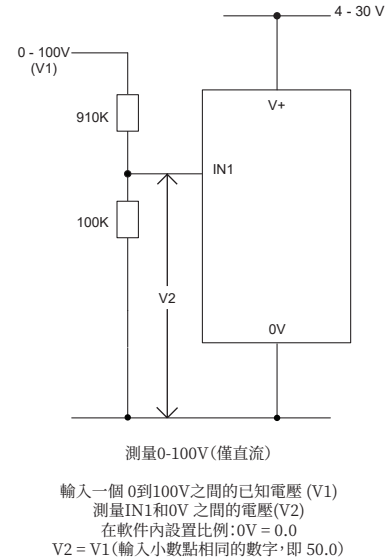 4 - 30 V
0 - 100V
(V1)
V+
910K
IN1
100K
V2
0V
測量0-100V（僅直流）
輸入一個 0到100V之間的已知電壓 (V1)
測量IN1和0V 之間的電壓(V2)
在軟件內設置比例：0V = 0.0
V2 = V1（輸入小數點相同的數字，即 50.0）